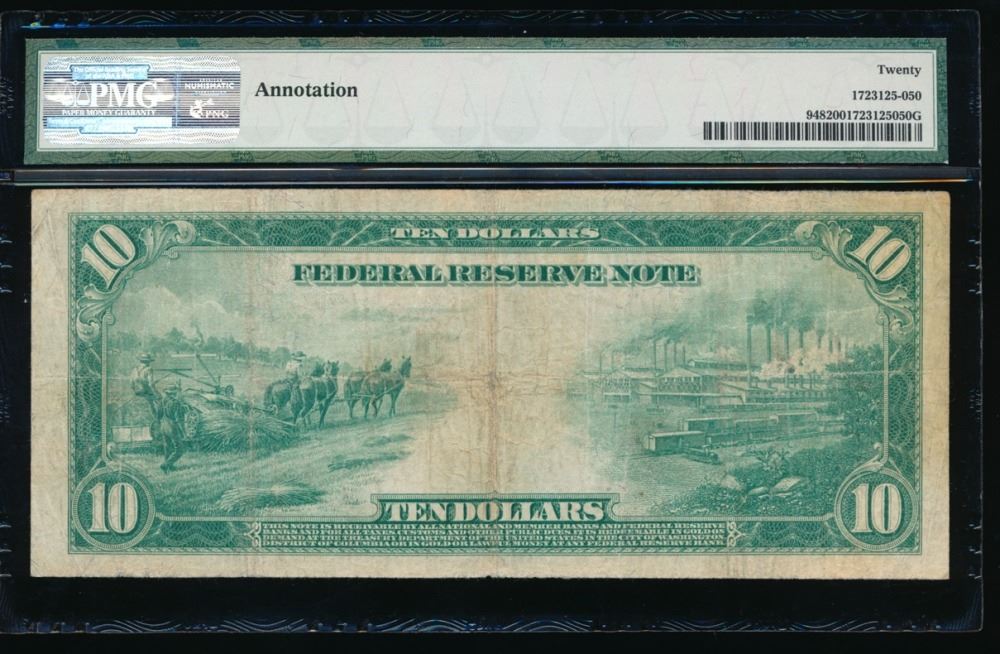 PMG
PAPER MONEY GUARANTY
NUMISMATIC
PNG
Annotation
Twenty
1723125-050
9482001723125050G
10
TEN DOLLARS
10
FEDERAL RESERVE NOTE
10
TEN DOLLARS
10
THIS NOTE IS RECEIVABLE BY ALL NATIONAL AND MEMBER BANKS AND FEDERAL RESERVE
BANKS AND FOR ALL TAXES, CUSTOMS AND OTHER PUBLIC DUES. IT IS REDEEMABLE IN GOLD ON
DEMAND AT THE TREASURY DEPARTMENT OF THE UNITED STATES IN THE CITY OF WASHINGTON,
DISTRICT OF COLUMBIA OR IN GOLD OR LAWFUL MONEY AT ANY FEDERAL RESERVE BANK.